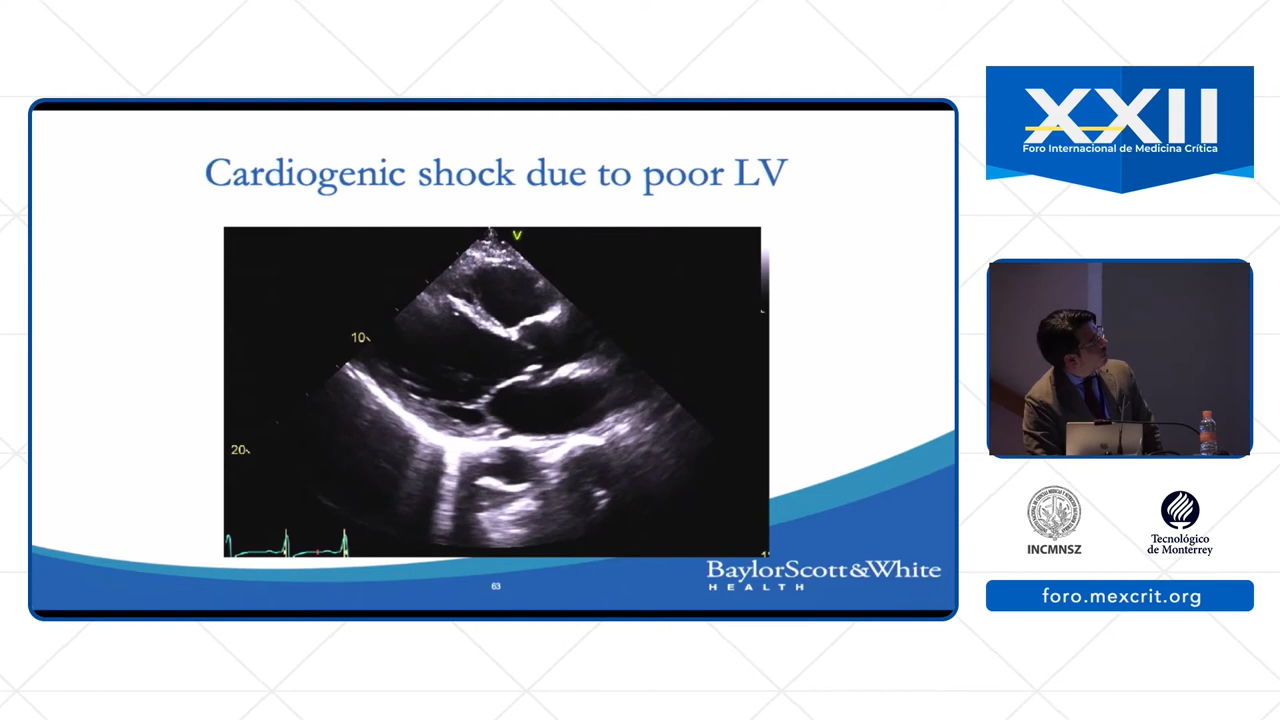 Cardiogenic shock due to poor LV
V
10
20
63
BaylorScott&White
HEALTH
XXII
Foro Internacional de Medicina Crítica
INCMNSZ
Tecnológico
de Monterrey
foro.mexcrit.org